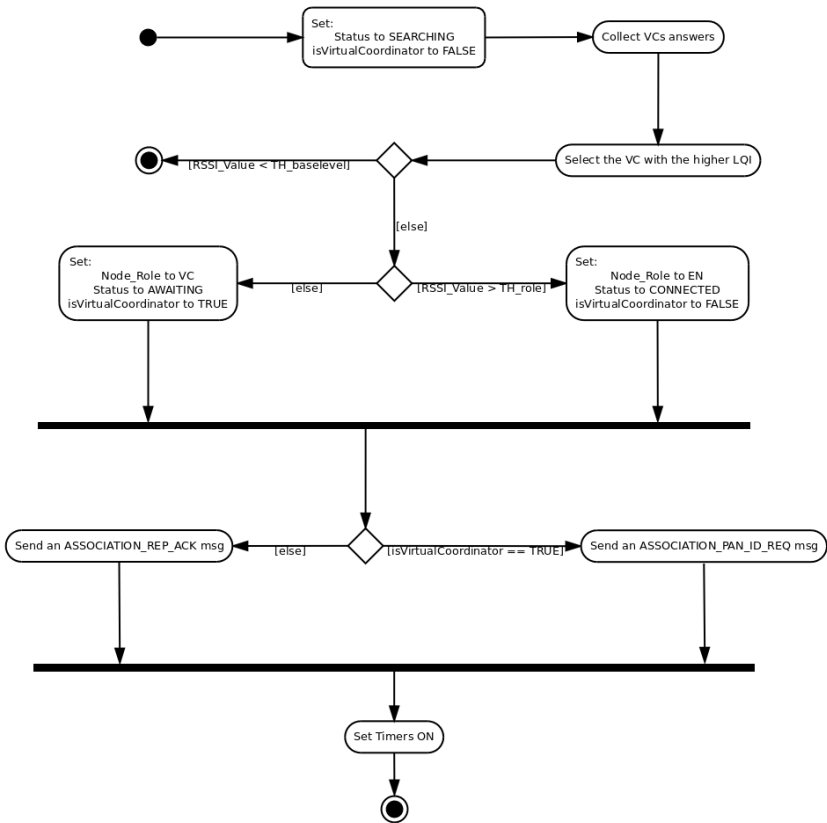 Set:
Status to SEARCHING
isVirtualCoordinator to FALSE
Collect VCs answers
[RSSI_Value < TH_baselevel]
Select the VC with the higher LQI
[else]
Set:
Node_Role to VC
Status to AWAITING
isVirtualCoordinator to TRUE
[else]
[RSSI_Value > TH_role]
Set:
Node_Role to EN
Status to CONNECTED
isVirtualCoordinator to FALSE
Send an ASSOCIATION_REP_ACK msg
[else]
[isVirtualCoordinator == TRUE]
Send an ASSOCIATION_PAN_ID_REQ msg
Set Timers ON